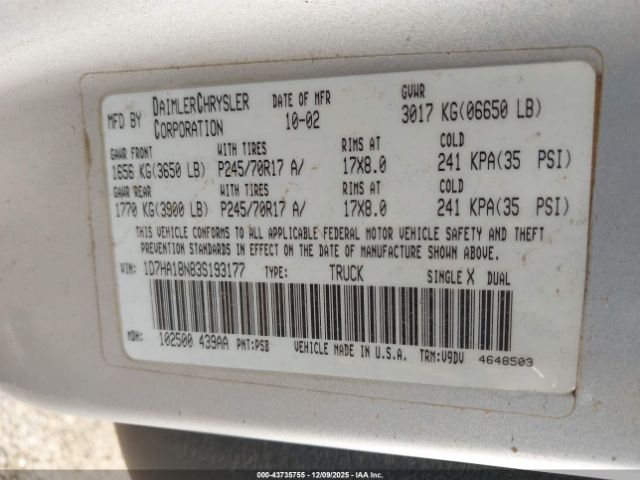 MFD BY DAIMLERCHRYSLER CORPORATION DATE OF MFR 10-02 GVWR 3017 KG(06650 LB)
GAWR FRONT WITH TIRES RIMS AT COLD
1656 KG(3650 LB) P245/70R17 A/ 17X8.0 241 KPA(35 PSI)
GAWR REAR WITH TIRES RIMS AT COLD
1770 KG(3900 LB) P245/70R17 A/ 17X8.0 241 KPA(35 PSI)
THIS VEHICLE CONFORMS TO ALL APPLICABLE FEDERAL MOTOR VEHICLE SAFETY AND THEFT
PREVENTION STANDARDS IN EFFECT ON THE DATE OF MANUFACTURE SHOWN ABOVE.
VIN: 1D7HA18N83S193177 TYPE: TRUCK SINGLE X DUAL
MDH: 102500 439AA PNT:PSB VEHICLE MADE IN U.S.A. TRM:V9DV 4648503
© (43735755 - 12/09/2025 - IAA Inc.)